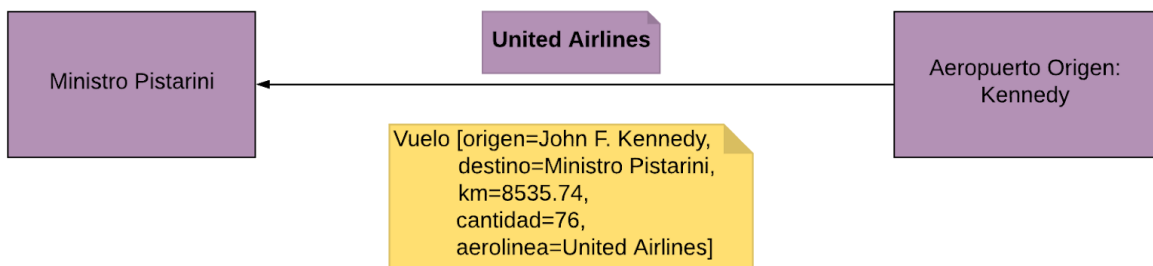 United Airlines
Ministro Pistarini
Aeropuerto Origen:
Kennedy
Vuelo [origen=John F. Kennedy,
destino=Ministro Pistarini,
km=8535.74,
cantidad=76,
aerolinea=United Airlines]